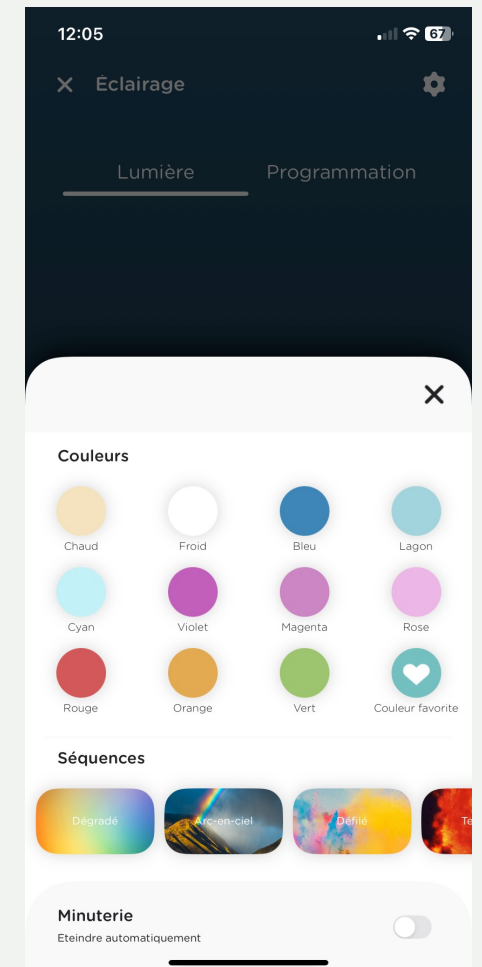 12:05
67
Éclairage
Lumière Programmation
Couleurs
Chaud Froid Bleu Lagon
Cyan Violet Magenta Rose
Rouge Orange Vert Couleur favorite
Séquences
Dégradé Arc-en-ciel Défilé Te
Minuterie
Eteindre automatiquement